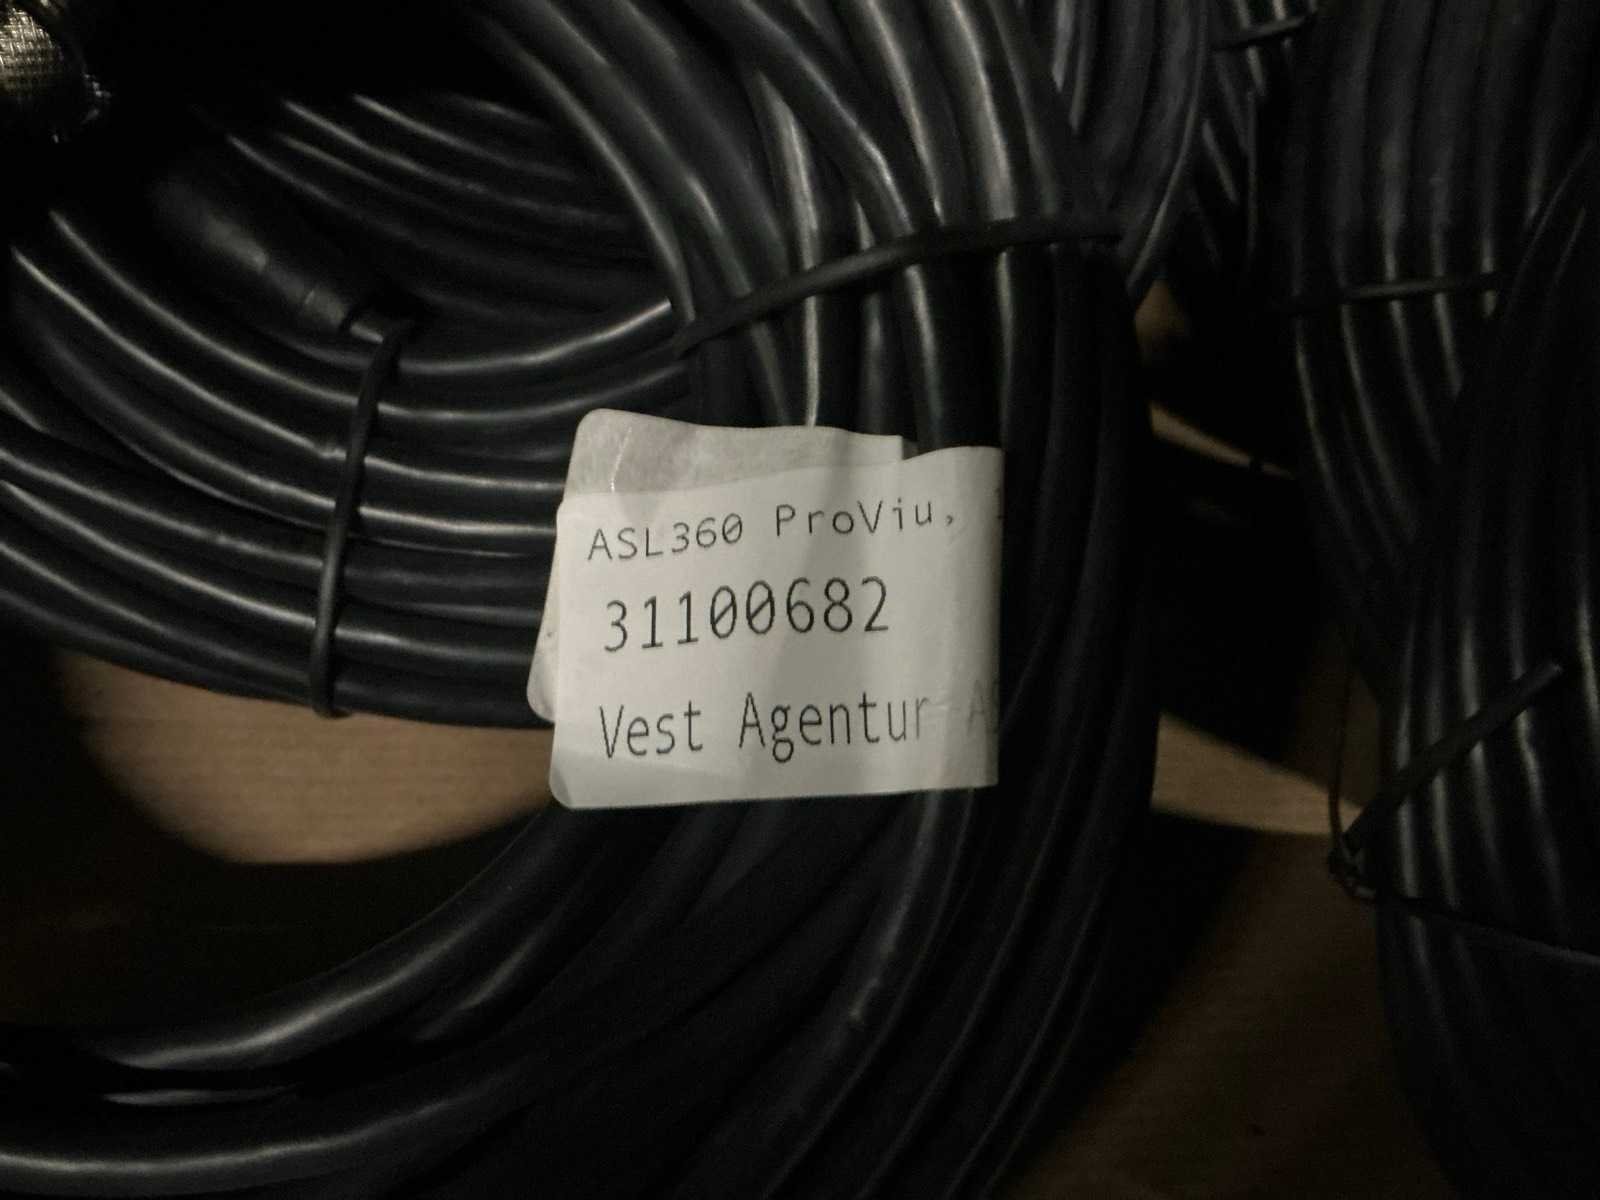 ASL360 ProViu,
31100682
Vest Agentur